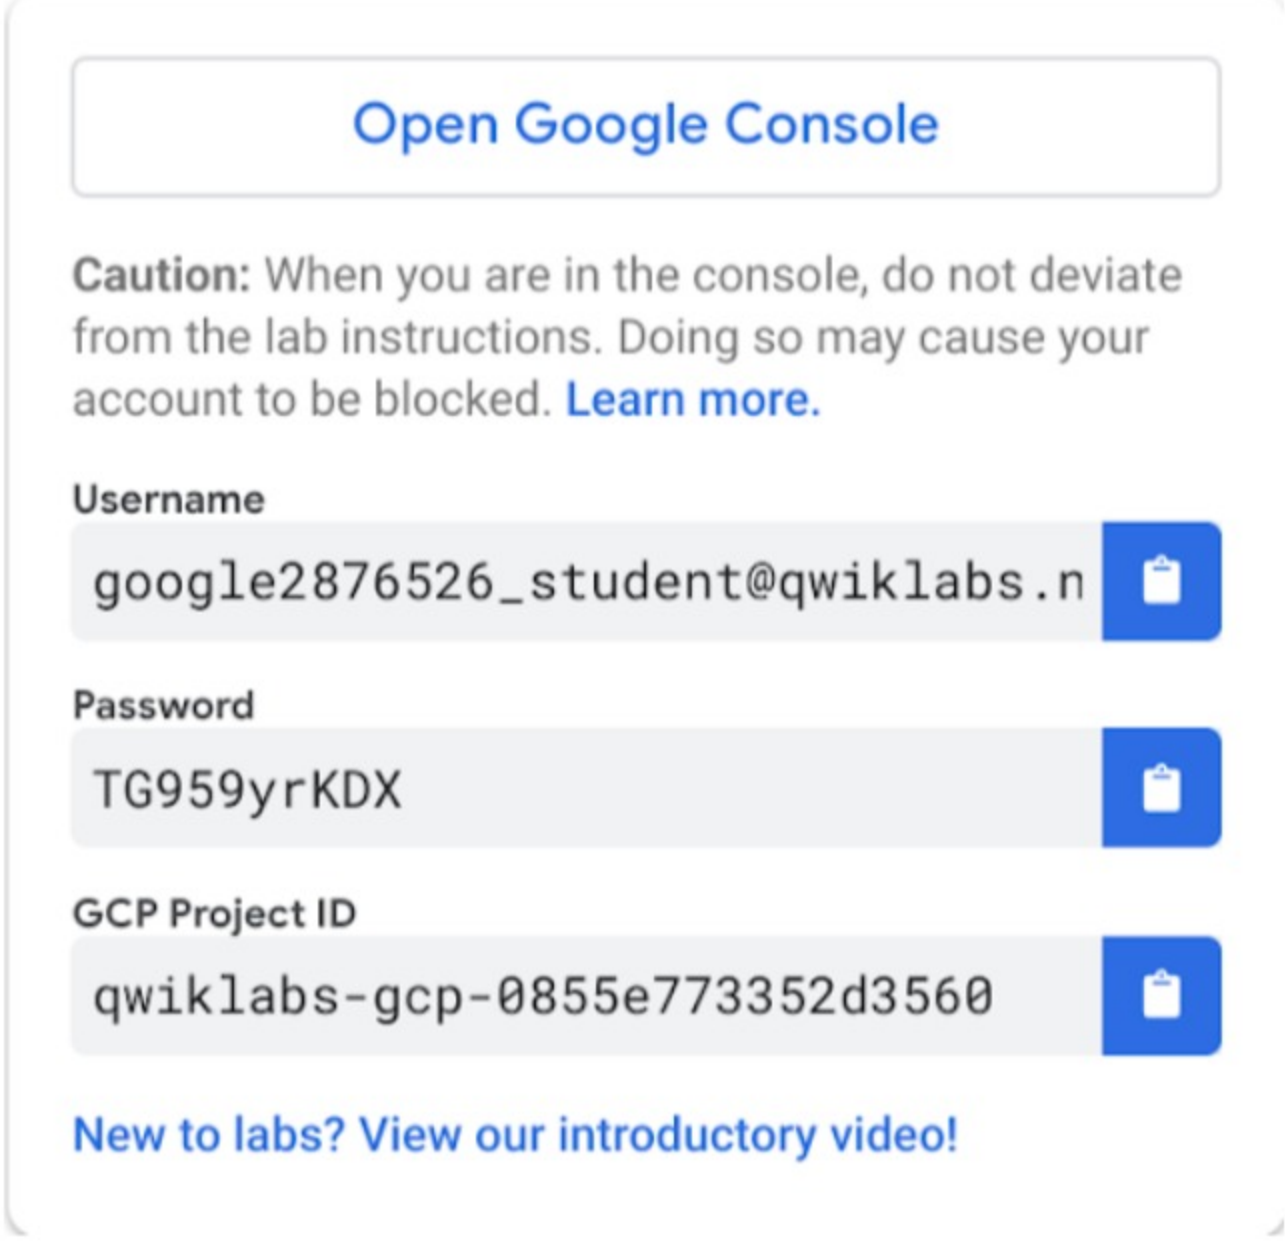 Open Google Console
Caution: When you are in the console, do not deviate
from the lab instructions. Doing so may cause your
account to be blocked. Learn more.
Username
google2876526_student@qwiklabs.n
Password
TG959yrKDX
GCP Project ID
qwiklabs-gcp-0855e773352d3560
New to labs? View our introductory video!